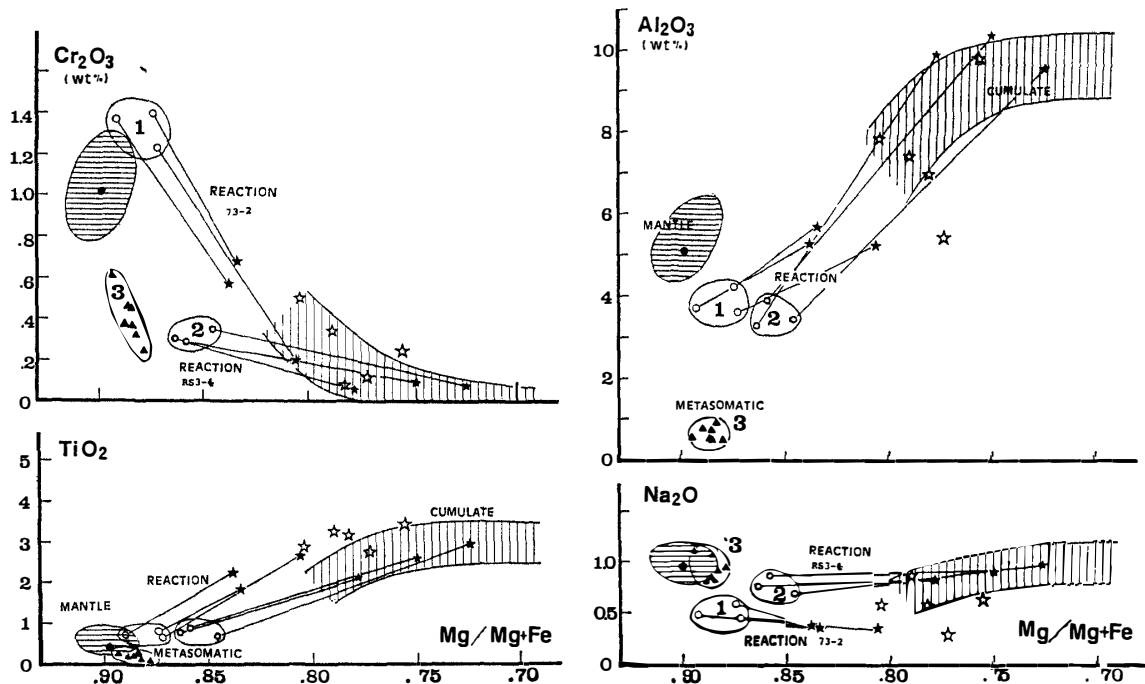 Cr2O3
(wt%)
14
1.2
1.0
.8
.6
.4
.2
0
1
REACTION
73-2
3
2
REACTION
RS3-4
TiO2
5
4
3
2
1
0
CUMULATE
REACTION
MANTLE
METASOMATIC
Mg/Mg+Fe
.90
.85
.80
.75
.70
Al2O3
(wt%)
10
8
6
4
2
0
CUMULATE
MANTLE
REACTION
1
2
METASOMATIC
3
Na2O
1.0
0.5
0
3
REACTION
RS3-4
1
2
REACTION 73-2
Mg/Mg+Fe
.90
.85
.80
.75
.70